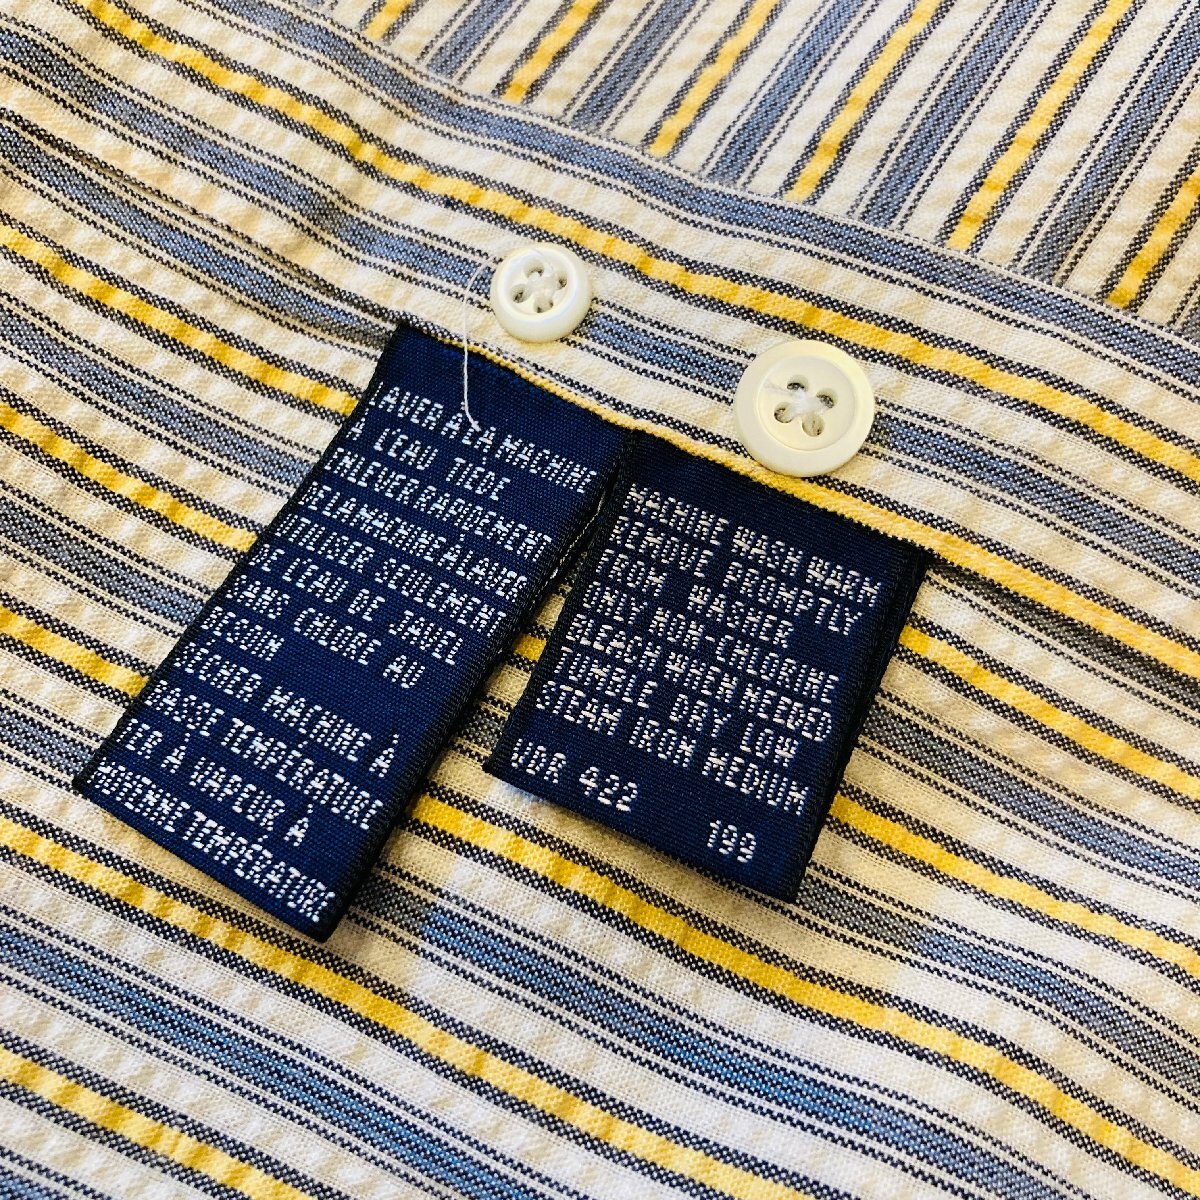 LAVER À LA MACHINE
À L'EAU TIÈDE
ENLEVER RAPIDEMENT
DE LA MACHINE À LAVER
UTILISER SEULEMENT
DE L'EAU DE JAVEL
SANS CHLORE AU
BESOIN
SÉCHER MACHINE À
BASSE TEMPÉRATURE
FER À VAPEUR À
MOYENNE TEMPÉRATURE
MACHINE WASH WARM
REMOVE PROMPTLY
FROM WASHER
ONLY NON-CHLORINE
BLEACH WHEN NEEDED
TUMBLE DRY LOW
STEAM IRON MEDIUM
VDR 422
199